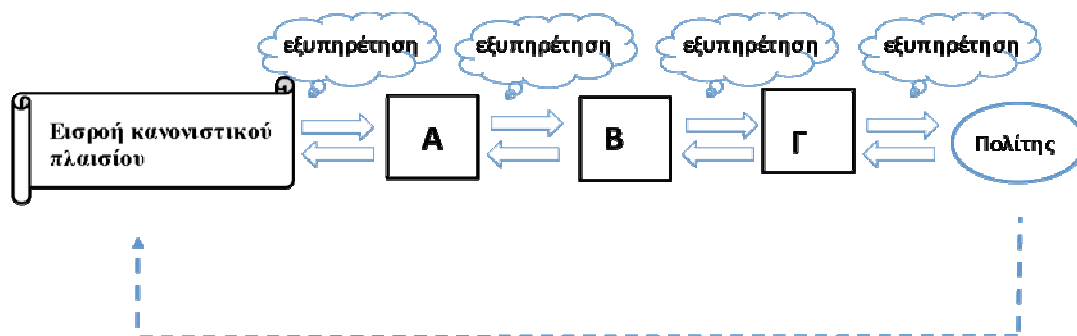 εξυπηρέτηση
εξυπηρέτηση
εξυπηρέτηση
εξυπηρέτηση
Εισροή κανονιστικού
πλαισίου
Α
Β
Γ
Πολίτης